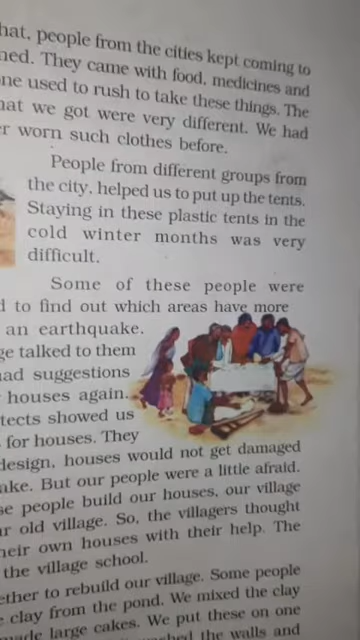 hat, people from the cities kept coming to
ned. They came with food, medicines and
ne used to rush to take these things. The
hat we got were very different. We had
r worn such clothes before.
People from different groups from
the city, helped us to put up the tents.
Staying in these plastic tents in the
cold winter months was very
difficult.
Some of these people were
d to find out which areas have more
an earthquake.
ge talked to them
had suggestions
houses again.
tects showed us
for houses. They
design, houses would not get damaged
ake. But our people were a little afraid.
se people build our houses, our village
ur old village. So, the villagers thought
heir own houses with their help. The
the village school.
ether to rebuild our village. Some people
clay from the pond. We mixed the clay
made large cakes. We put these on one
the walls and